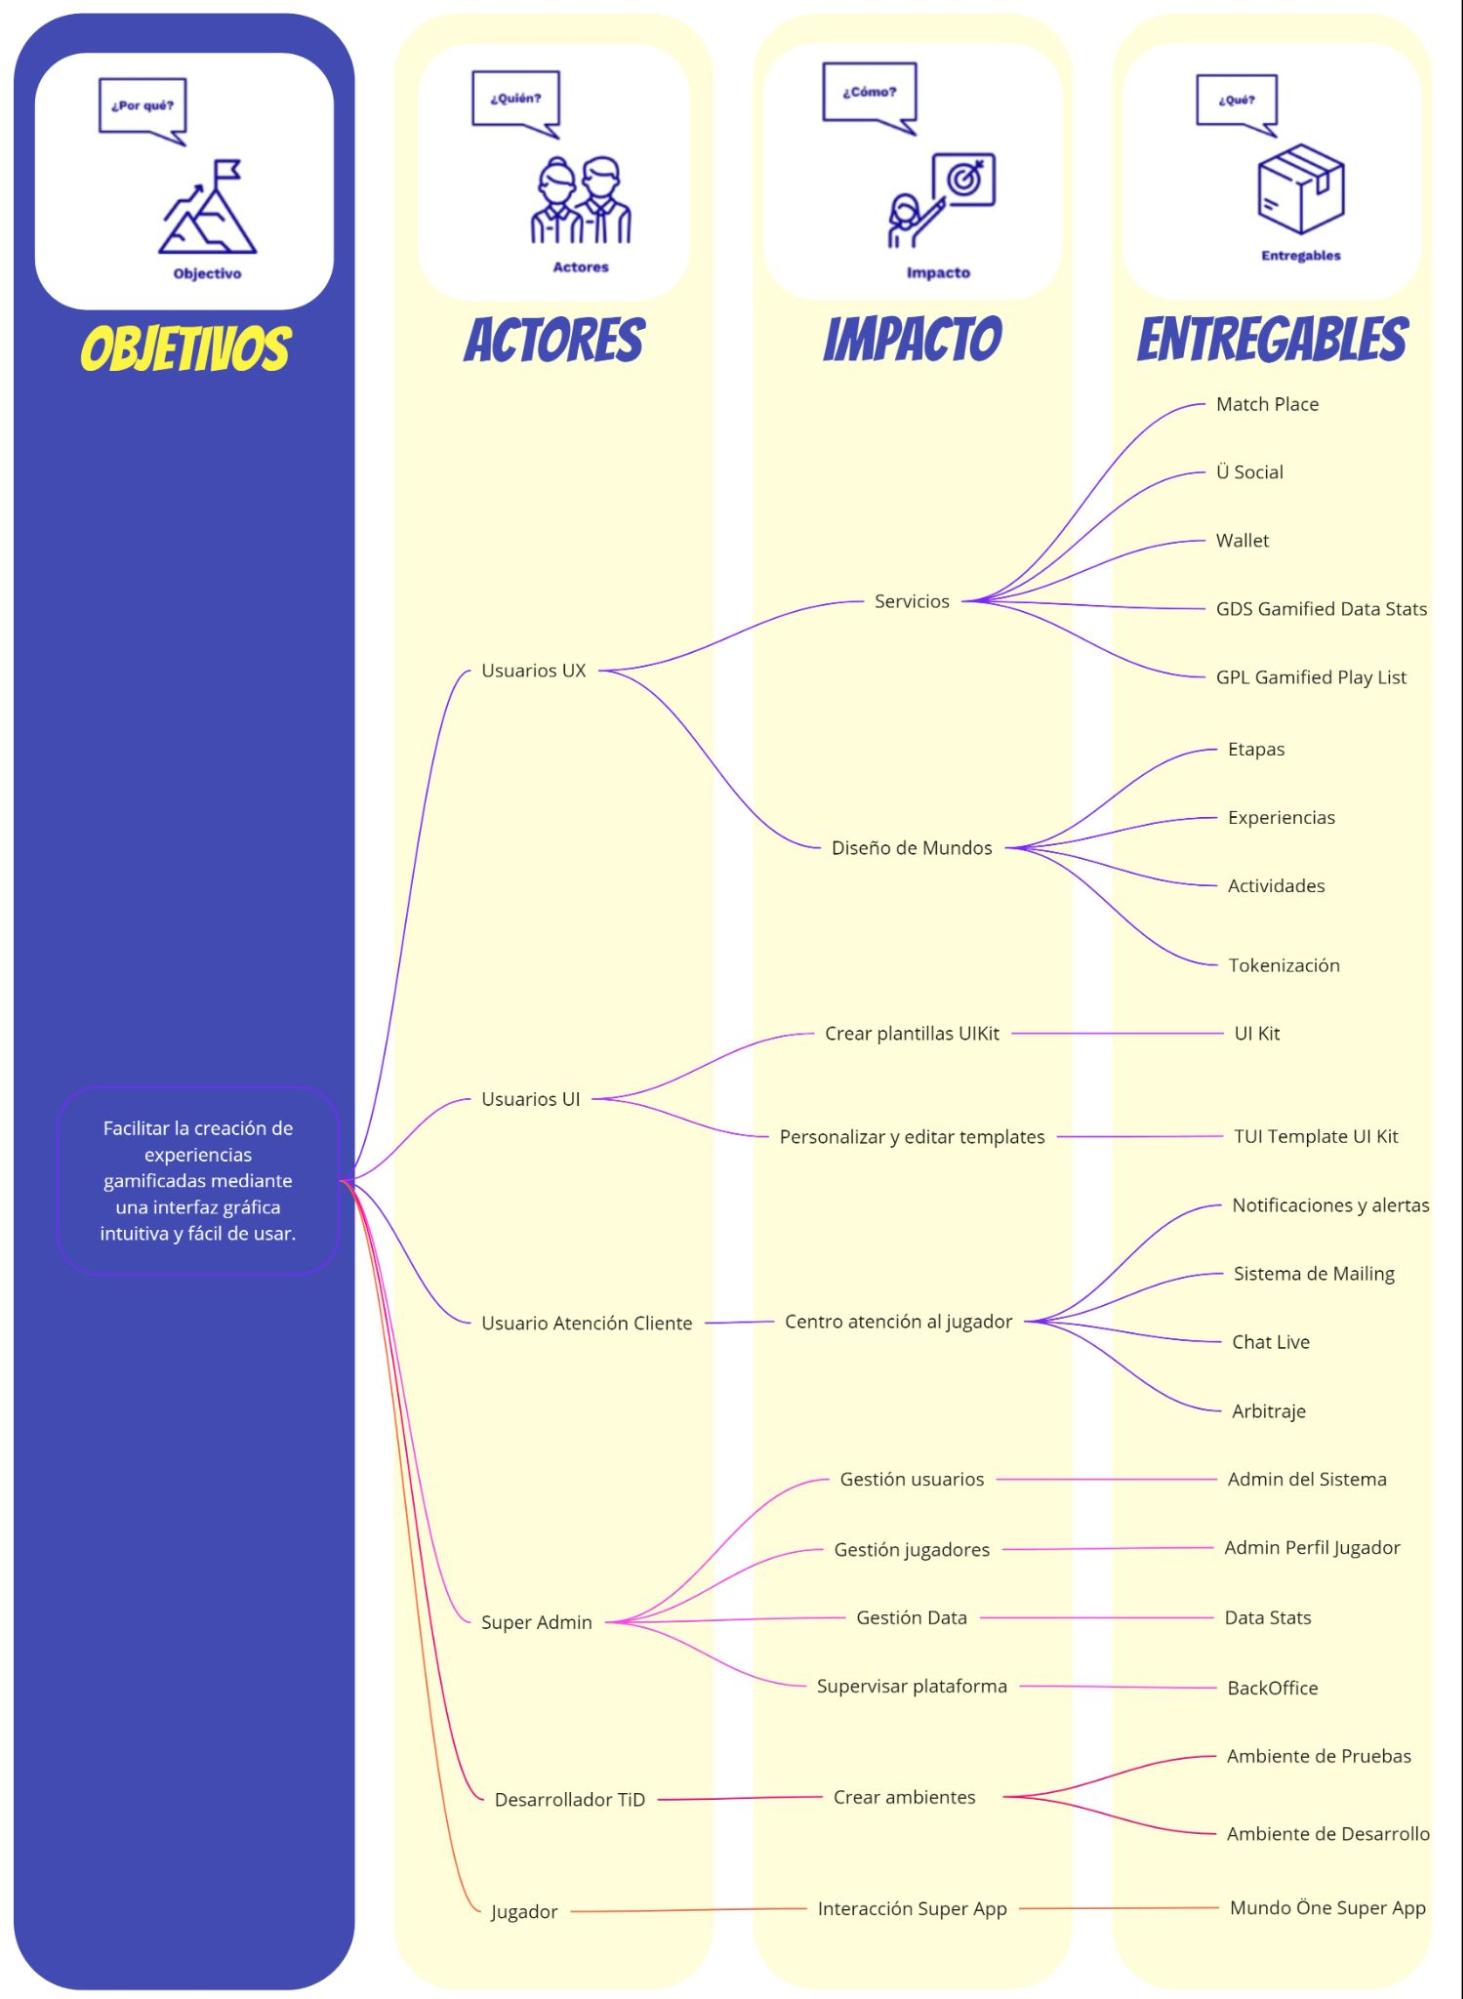 ¿Por qué?
Objectivo
OBJETIVOS
¿Quién?
Actores
ACTORES
¿Cómo?
Impacto
IMPACTO
¿Qué?
Entregables
ENTREGABLES
Facilitar la creación de
experiencias
gamificadas mediante
una interfaz gráfica
intuitiva y fácil de usar.
Usuarios UX
Servicios
Match Place
Ü Social
Wallet
GDS Gamified Data Stats
GPL Gamified Play List
Diseño de Mundos
Etapas
Experiencias
Actividades
Tokenización
Usuarios UI
Crear plantillas UIKit
UI Kit
Personalizar y editar templates
TUI Template UI Kit
Usuario Atención Cliente
Centro atención al jugador
Notificaciones y alertas
Sistema de Mailing
Chat Live
Arbitraje
Super Admin
Gestión usuarios
Admin del Sistema
Gestión jugadores
Admin Perfil Jugador
Gestión Data
Data Stats
Supervisar plataforma
BackOffice
Desarrollador TiD
Crear ambientes
Ambiente de Pruebas
Ambiente de Desarrollo
Jugador
Interacción Super App
Mundo Öne Super App